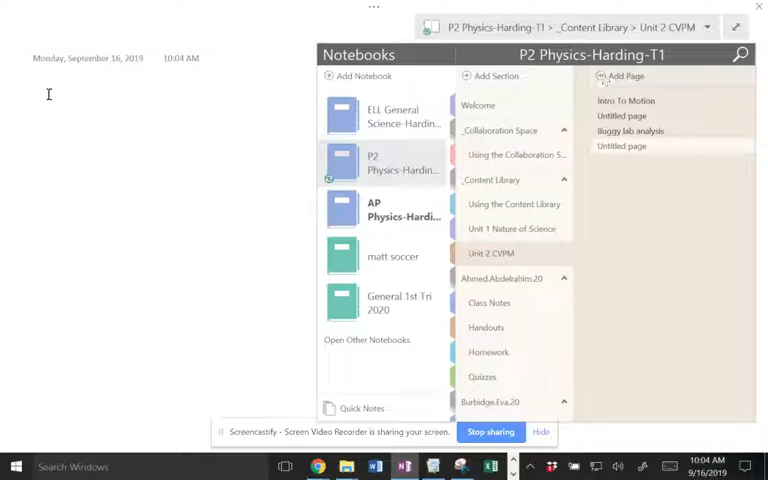 P2 Physics-Harding-T1 > _Content Library > Unit 2 CVPM
Monday, September 16, 2019 10:04 AM
Notebooks
P2 Physics-Harding-T1
Add Notebook
ELL General
Science-Hardin...
P2
Physics-Hardin...
AP
Physics-Hardi...
matt soccer
General 1st Tri
2020
Open Other Notebooks
Quick Notes
Add Section
Welcome
_Collaboration Space
Using the Collaboration S...
_Content Library
Using the Content Library
Unit 1 Nature of Science
Unit 2 CVPM
Ahmed.Abdelrahim.20
Class Notes
Handouts
Homework
Quizzes
Burbidge.Eva.20
Add Page
Intro To Motion
Untitled page
Buggy lab analysis
Untitled page
Screencastify - Screen Video Recorder is sharing your screen. Stop sharing Hide
Search Windows
10:04 AM
9/16/2019